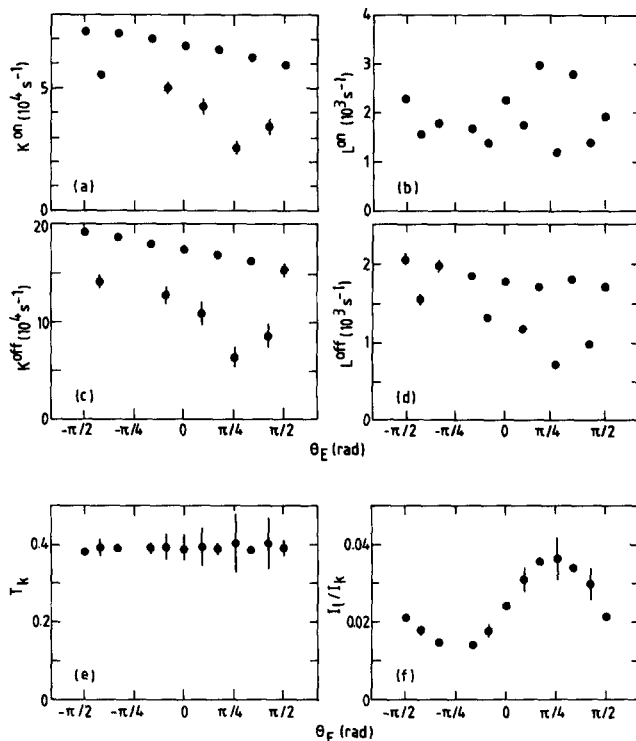 K^on (10^4 s^-1)
5
0
(a)
L^on (10^3 s^-1)
4
3
2
1
0
(b)
K^off (10^4 s^-1)
20
10
0
(c)
L^off (10^3 s^-1)
2
1
0
(d)
-π/2 -π/4 0 π/4 π/2
-π/2 -π/4 0 π/4 π/2
θ_E (rad)
T_k
0.4
0.2
0
(e)
I_l/I_k
0.04
0.02
0
(f)
-π/2 -π/4 0 π/4 π/2
-π/2 -π/4 0 π/4 π/2
θ_E (rad)